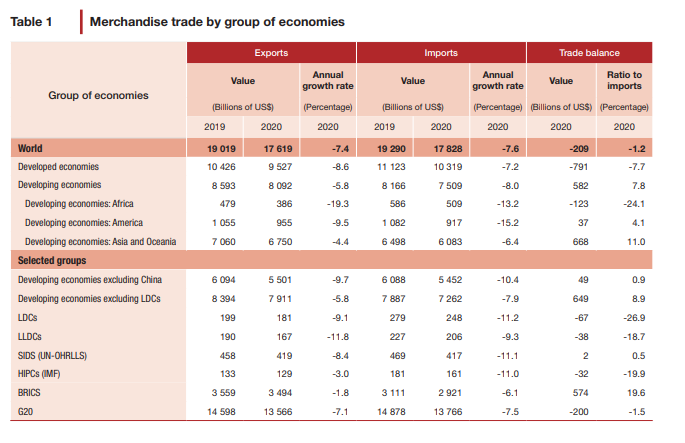 Table 1 Merchandise trade by group of economies
Exports Imports Trade balance
Group of economies Value Annual growth rate Value Annual growth rate Value Ratio to imports
(Billions of US$) (Percentage) (Billions of US$) (Percentage) (Billions of US$) (Percentage)
2019 2020 2020 2019 2020 2020 2020 2020
World 19 019 17 619 -7.4 19 290 17 828 -7.6 -209 -1.2
Developed economies 10 426 9 527 -8.6 11 123 10 319 -7.2 -791 -7.7
Developing economies 8 593 8 092 -5.8 8 166 7 509 -8.0 582 7.8
Developing economies: Africa 479 386 -19.3 586 509 -13.2 -123 -24.1
Developing economies: America 1 055 955 -9.5 1 082 917 -15.2 37 4.1
Developing economies: Asia and Oceania 7 060 6 750 -4.4 6 498 6 083 -6.4 668 11.0
Selected groups
Developing economies excluding China 6 094 5 501 -9.7 6 088 5 452 -10.4 49 0.9
Developing economies excluding LDCs 8 394 7 911 -5.8 7 887 7 262 -7.9 649 8.9
LDCs 199 181 -9.1 279 248 -11.2 -67 -26.9
LLDCs 190 167 -11.8 227 206 -9.3 -38 -18.7
SIDS (UN-OHRLLS) 458 419 -8.4 469 417 -11.1 2 0.5
HIPCs (IMF) 133 129 -3.0 181 161 -11.0 -32 -19.9
BRICS 3 559 3 494 -1.8 3 111 2 921 -6.1 574 19.6
G20 14 598 13 566 -7.1 14 878 13 766 -7.5 -200 -1.5